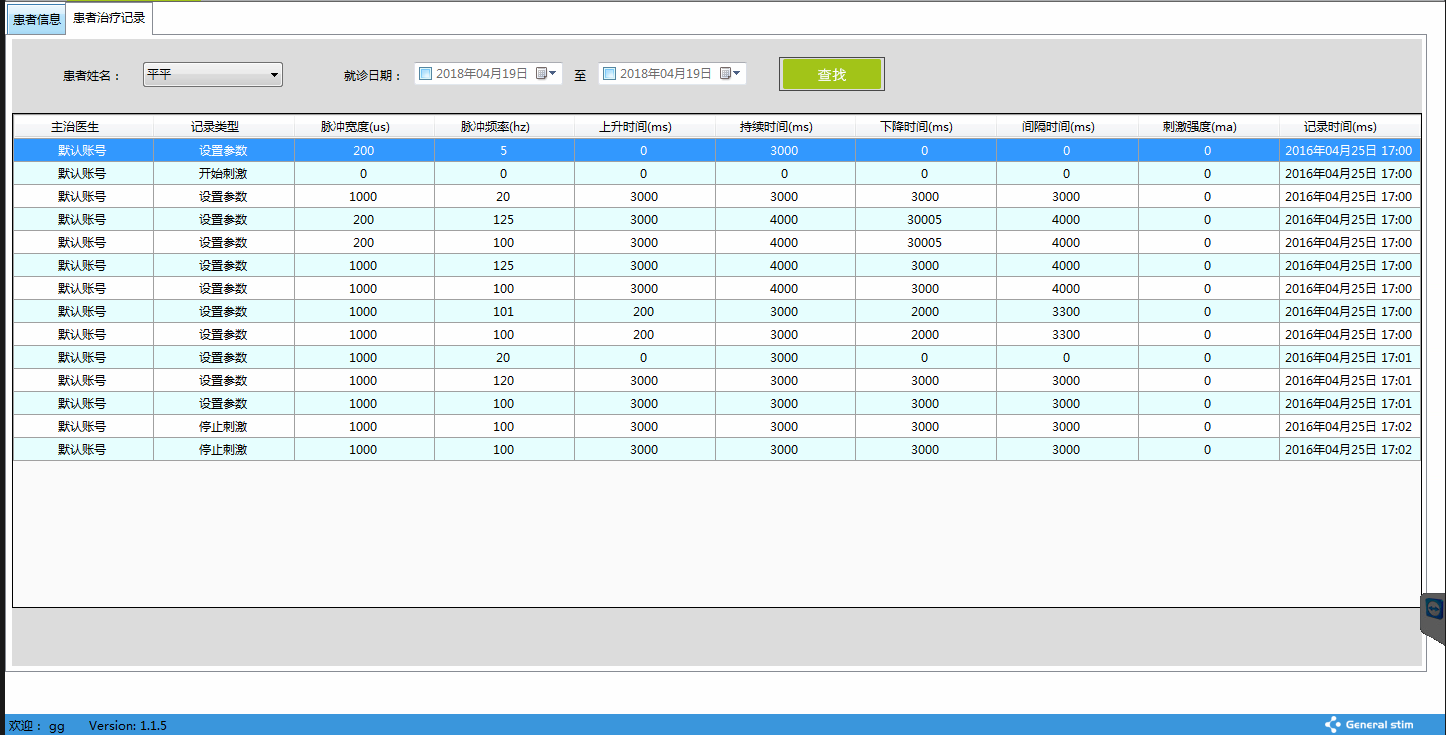 患者信息 患者治疗记录
患者姓名： 平平 就诊日期： 2018年04月19日 至 2018年04月19日 查找
主治医生 记录类型 脉冲宽度(us) 脉冲频率(hz) 上升时间(ms) 持续时间(ms) 下降时间(ms) 间隔时间(ms) 刺激强度(ma) 记录时间(ms)
默认账号 设置参数 200 5 0 3000 0 0 0 2016年04月25日 17:00
默认账号 开始刺激 0 0 0 0 0 0 0 2016年04月25日 17:00
默认账号 设置参数 1000 20 3000 3000 3000 3000 0 2016年04月25日 17:00
默认账号 设置参数 200 125 3000 4000 30005 4000 0 2016年04月25日 17:00
默认账号 设置参数 200 100 3000 4000 30005 4000 0 2016年04月25日 17:00
默认账号 设置参数 1000 125 3000 4000 3000 4000 0 2016年04月25日 17:00
默认账号 设置参数 1000 100 3000 4000 3000 4000 0 2016年04月25日 17:00
默认账号 设置参数 1000 101 200 3000 2000 3300 0 2016年04月25日 17:00
默认账号 设置参数 1000 100 200 3000 2000 3300 0 2016年04月25日 17:00
默认账号 设置参数 1000 20 0 3000 0 0 0 2016年04月25日 17:01
默认账号 设置参数 1000 120 3000 3000 3000 3000 0 2016年04月25日 17:01
默认账号 设置参数 1000 100 3000 3000 3000 3000 0 2016年04月25日 17:01
默认账号 停止刺激 1000 100 3000 3000 3000 3000 0 2016年04月25日 17:02
默认账号 停止刺激 1000 100 3000 3000 3000 3000 0 2016年04月25日 17:02
欢迎： gg Version: 1.1.5 General stim